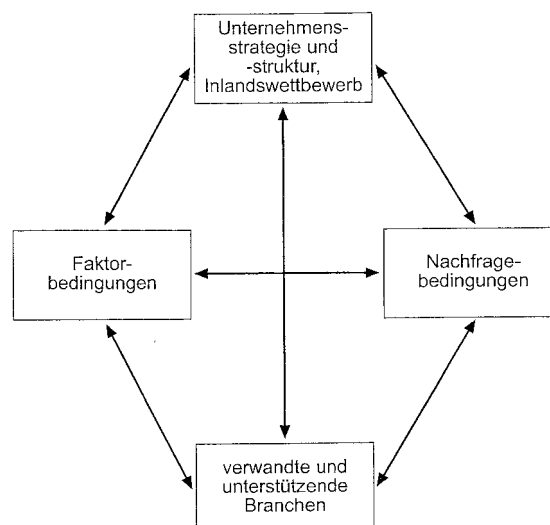 Unternehmens-
strategie und
-struktur,
Inlandswettbewerb
Faktor-
bedingungen
Nachfrage-
bedingungen
verwandte und
unterstützende
Branchen